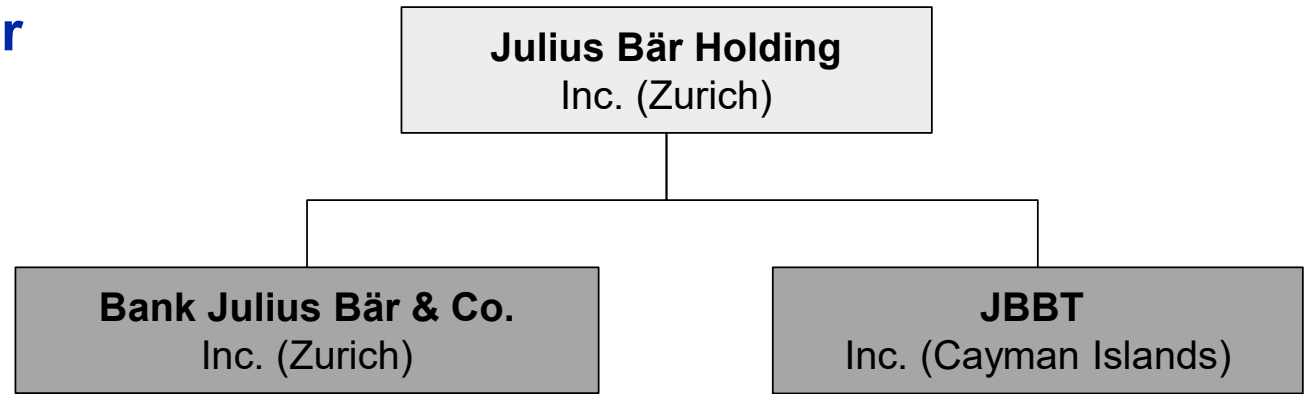 r
Julius Bär Holding
Inc. (Zurich)
Bank Julius Bär & Co.
Inc. (Zurich)
JBBT
Inc. (Cayman Islands)